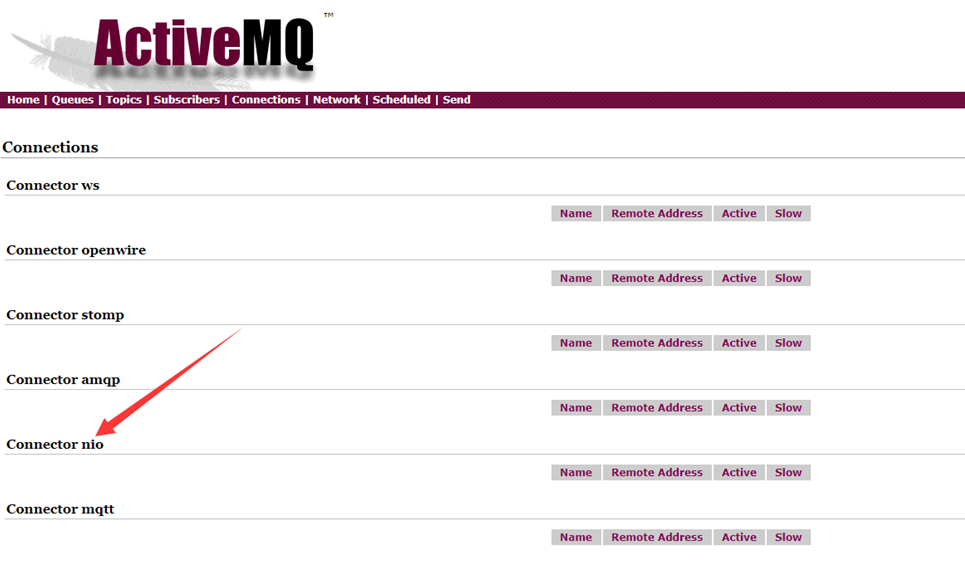 ActiveMQ™
Home | Queues | Topics | Subscribers | Connections | Network | Scheduled | Send
Connections
Connector ws
Name Remote Address Active Slow
Connector openwire
Name Remote Address Active Slow
Connector stomp
Name Remote Address Active Slow
Connector amqp
Name Remote Address Active Slow
Connector nio
Name Remote Address Active Slow
Connector mqtt
Name Remote Address Active Slow